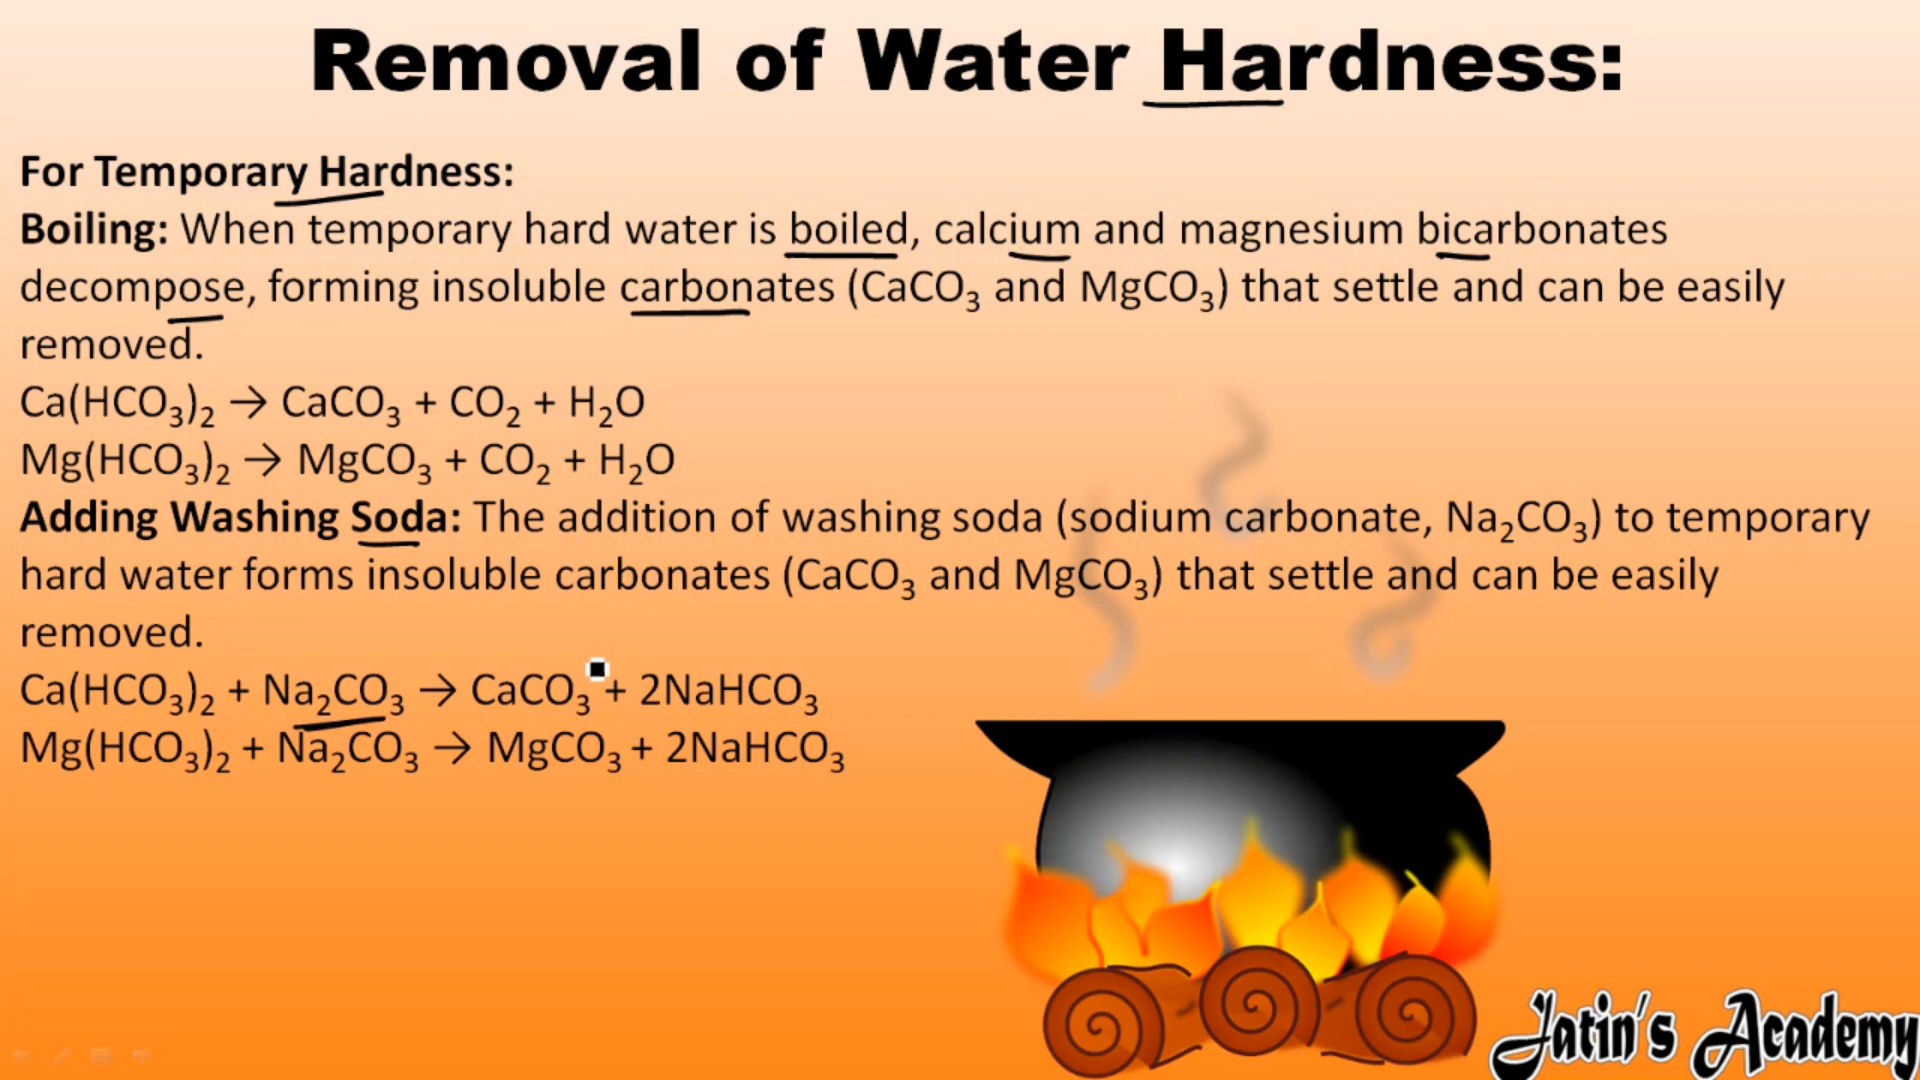 Removal of Water Hardness:
For Temporary Hardness:
Boiling: When temporary hard water is boiled, calcium and magnesium bicarbonates
decompose, forming insoluble carbonates (CaCO₃ and MgCO₃) that settle and can be easily
removed.
Ca(HCO₃)₂ → CaCO₃ + CO₂ + H₂O
Mg(HCO₃)₂ → MgCO₃ + CO₂ + H₂O
Adding Washing Soda: The addition of washing soda (sodium carbonate, Na₂CO₃) to temporary
hard water forms insoluble carbonates (CaCO₃ and MgCO₃) that settle and can be easily
removed.
Ca(HCO₃)₂ + Na₂CO₃ → CaCO₃ + 2NaHCO₃
Mg(HCO₃)₂ + Na₂CO₃ → MgCO₃ + 2NaHCO₃
Jatin's Academy